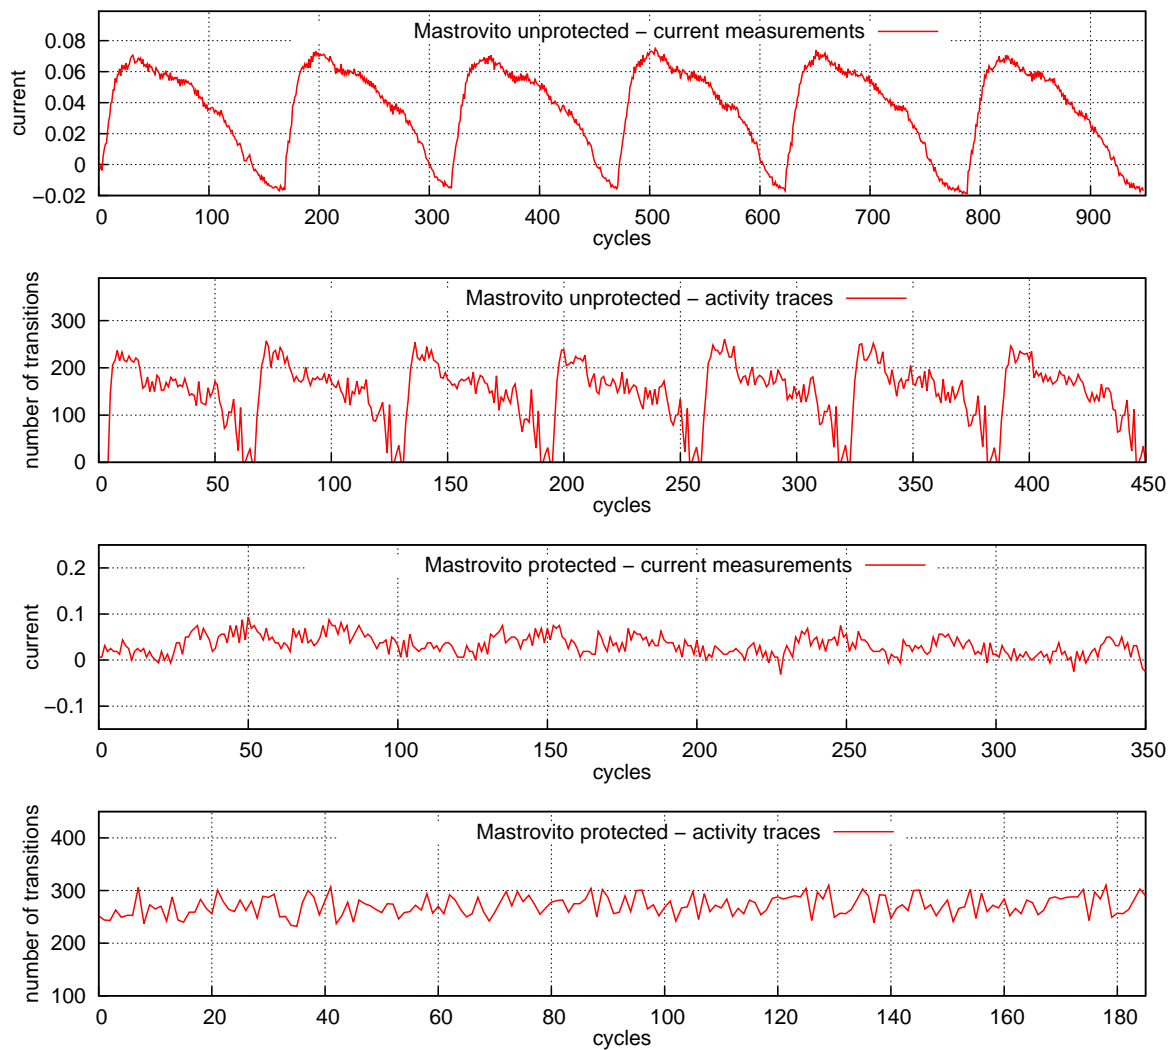 Mastrovito unprotected − current measurements
current
0.08
0.06
0.04
0.02
0
−0.02
0 100 200 300 400 500 600 700 800 900
cycles
Mastrovito unprotected − activity traces
number of transitions
300
200
100
0
0 50 100 150 200 250 300 350 400 450
cycles
Mastrovito protected − current measurements
current
0.2
0.1
0
−0.1
0 50 100 150 200 250 300 350
cycles
Mastrovito protected − activity traces
number of transitions
400
300
200
100
0 20 40 60 80 100 120 140 160 180
cycles